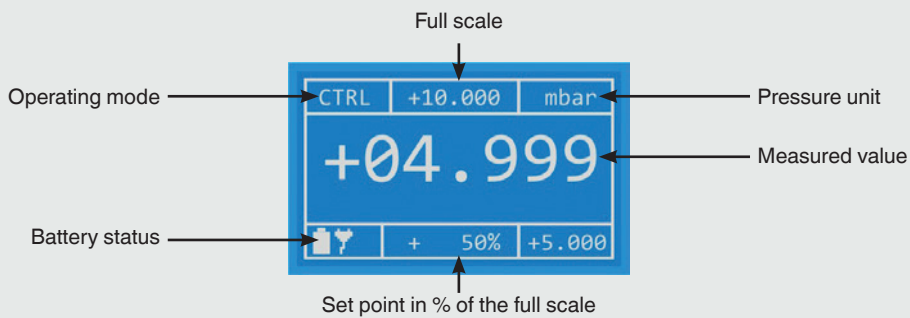 Full scale
Operating mode
CTRL +10.000 mbar
Pressure unit
+04.999
Measured value
Battery status
+ 50% +5.000
Set point in % of the full scale